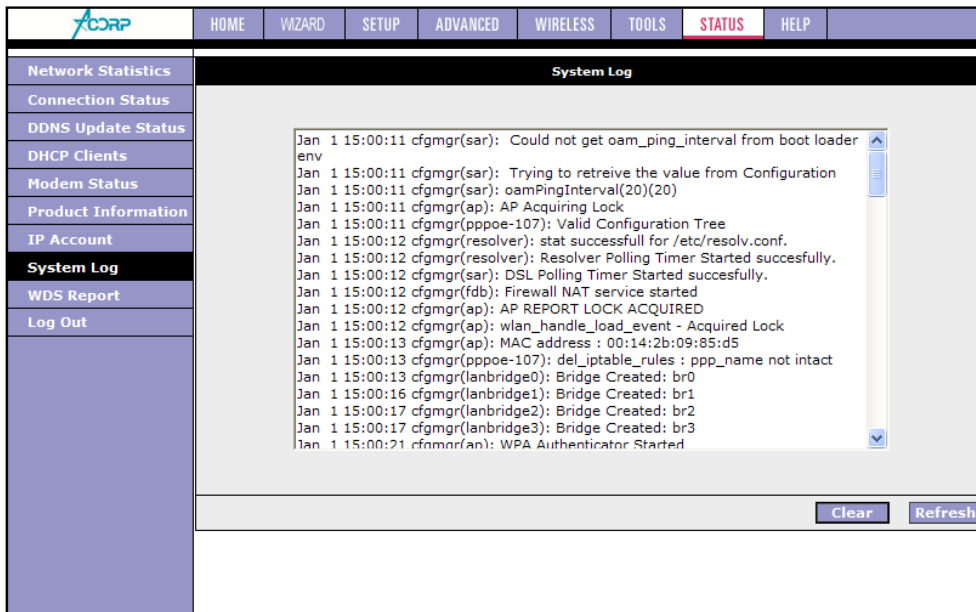 ACORP
HOME WIZARD SETUP ADVANCED WIRELESS TOOLS STATUS HELP
Network Statistics
Connection Status
DDNS Update Status
DHCP Clients
Modem Status
Product Information
IP Account
System Log
WDS Report
Log Out
System Log
Jan 1 15:00:11 cfgmgr(sar): Could not get oam_ping_interval from boot loader
env
Jan 1 15:00:11 cfgmgr(sar): Trying to retreive the value from Configuration
Jan 1 15:00:11 cfgmgr(sar): oamPingInterval(20)(20)
Jan 1 15:00:11 cfgmgr(ap): AP Acquiring Lock
Jan 1 15:00:11 cfgmgr(pppoe-107): Valid Configuration Tree
Jan 1 15:00:12 cfgmgr(resolver): stat successfull for /etc/resolv.conf.
Jan 1 15:00:12 cfgmgr(resolver): Resolver Polling Timer Started succesfully.
Jan 1 15:00:12 cfgmgr(sar): DSL Polling Timer Started succesfully.
Jan 1 15:00:12 cfgmgr(fdb): Firewall NAT service started
Jan 1 15:00:12 cfgmgr(ap): AP REPORT LOCK ACQUIRED
Jan 1 15:00:12 cfgmgr(ap): wlan_handle_load_event - Acquired Lock
Jan 1 15:00:13 cfgmgr(ap): MAC address : 00:14:2b:09:85:d5
Jan 1 15:00:13 cfgmgr(pppoe-107): del_iptable_rules : ppp_name not intact
Jan 1 15:00:13 cfgmgr(lanbridge0): Bridge Created: br0
Jan 1 15:00:16 cfgmgr(lanbridge1): Bridge Created: br1
Jan 1 15:00:17 cfgmgr(lanbridge2): Bridge Created: br2
Jan 1 15:00:17 cfgmgr(lanbridge3): Bridge Created: br3
Jan 1 15:00:21 cfgmgr(ap): WPA Authenticator Started
Clear Refresh